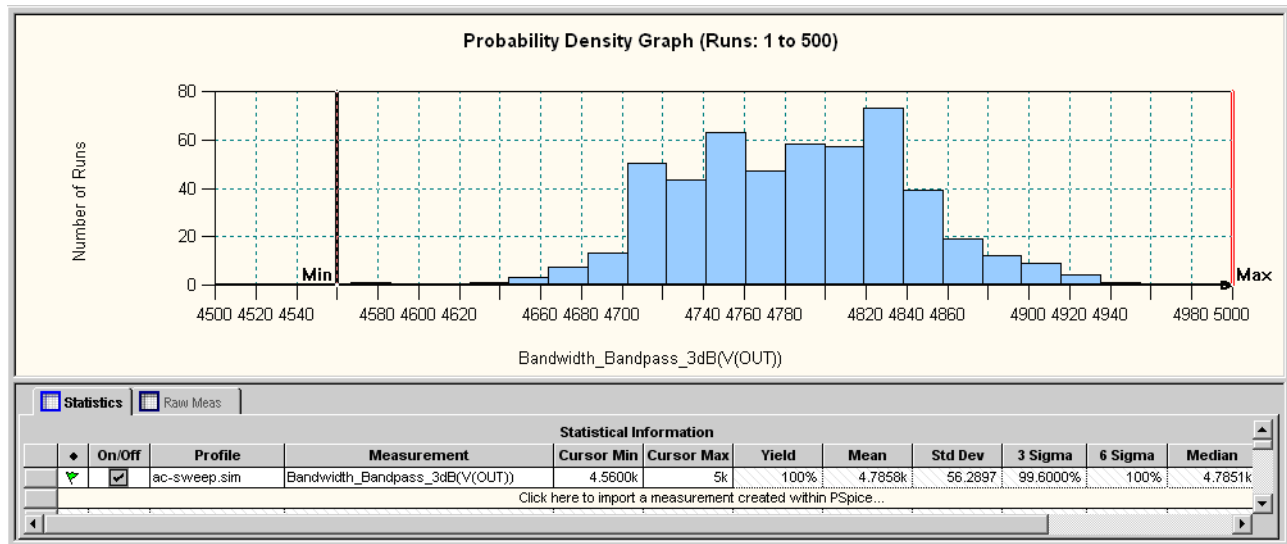 Probability Density Graph (Runs: 1 to 500)
80
60
40
20
0
Number of Runs
Min
Max
4500 4520 4540 4580 4600 4620 4660 4680 4700 4740 4760 4780 4820 4840 4860 4900 4920 4940 4980 5000
Bandwidth_Bandpass_3dB(V(OUT))
Statistics Raw Meas
Statistical Information
On/Off Profile Measurement Cursor Min Cursor Max Yield Mean Std Dev 3 Sigma 6 Sigma Median
ac-sweep.sim Bandwidth_Bandpass_3dB(V(OUT)) 4.5600k 5k 100% 4.7858k 56.2897 99.6000% 100% 4.7851k
Click here to import a measurement created within PSpice...